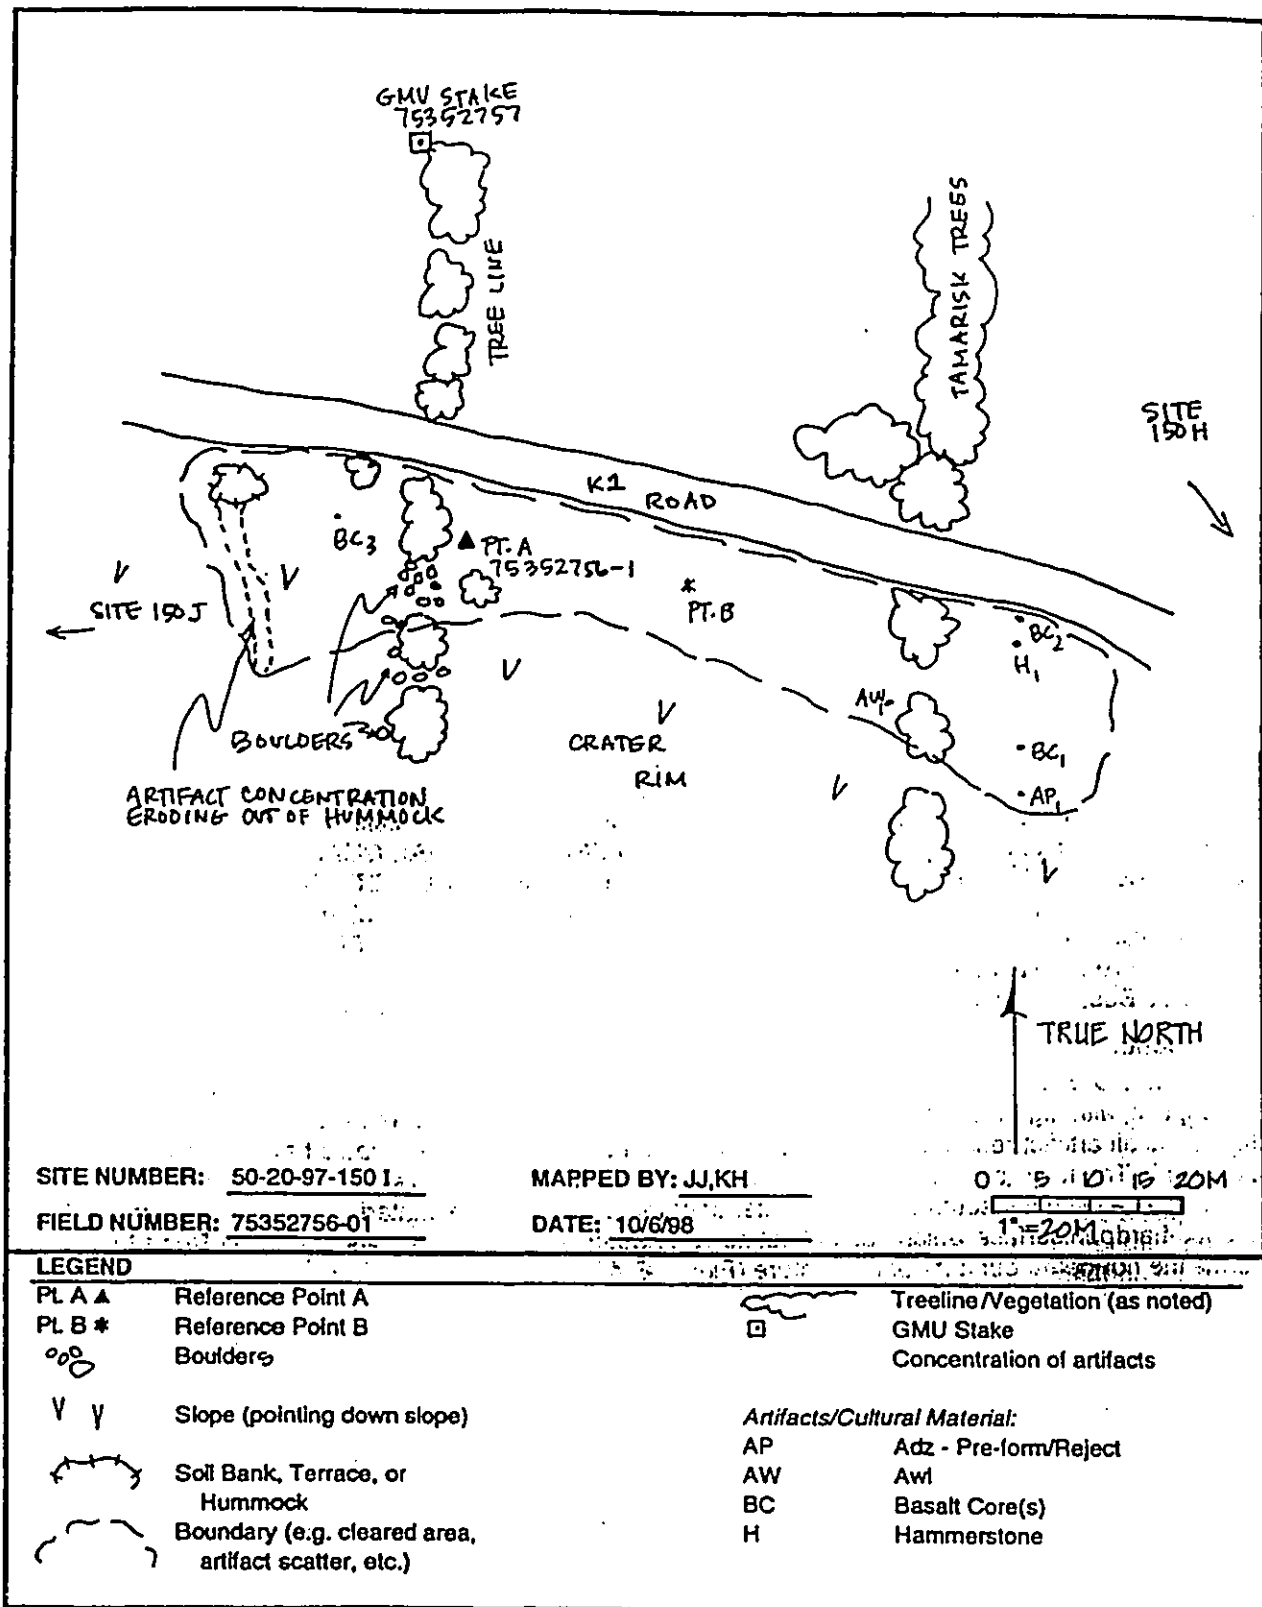 GMU STAKE
75352757
TREE LINE
TAMARISK TREES
SITE
150H
K1 ROAD
BC3
PT. A
75352756-1
PT. B
SITE 150J
BC2
H1
AW
BC1
AP1
BOULDERS
CRATER
RIM
ARTIFACT CONCENTRATION
ERODING OUT OF HUMMOCK
TRUE NORTH
0 5 10 15 20M
1"=20M
SITE NUMBER: 50-20-97-150 I
MAPPED BY: JJ,KH
FIELD NUMBER: 75352756-01
DATE: 10/6/98
LEGEND
Pt. A Reference Point A
Pt. B * Reference Point B
Boulders
Slope (pointing down slope)
Soil Bank, Terrace, or
Hummock
Boundary (e.g. cleared area,
artifact scatter, etc.)
Treeline/Vegetation (as noted)
GMU Stake
Concentration of artifacts
Artifacts/Cultural Material:
AP Adz - Pre-form/Reject
AW Awl
BC Basalt Core(s)
H Hammerstone